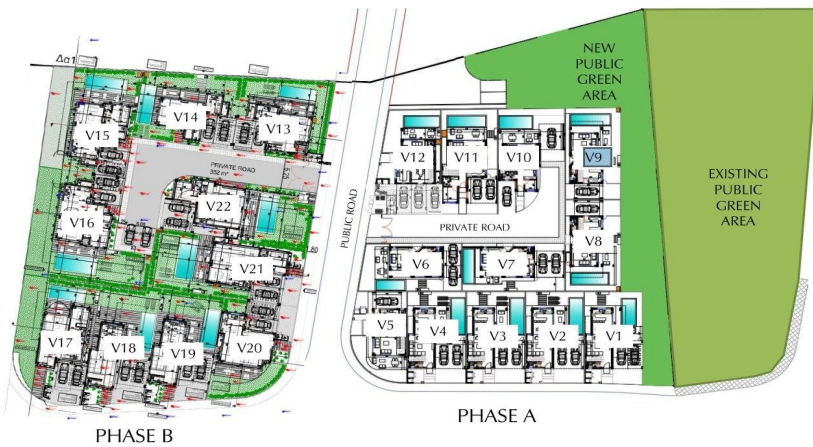 Δα1
NEW
PUBLIC
GREEN
AREA
EXISTING
PUBLIC
GREEN
AREA
V15
V14
V13
PRIVATE ROAD
352 m²
V16
V22
V21
V17
V18
V19
V20
PHASE B
PUBLIC ROAD
V12
V11
V10
V9
PRIVATE ROAD
V8
V6
V7
V5
V4
V3
V2
V1
PHASE A